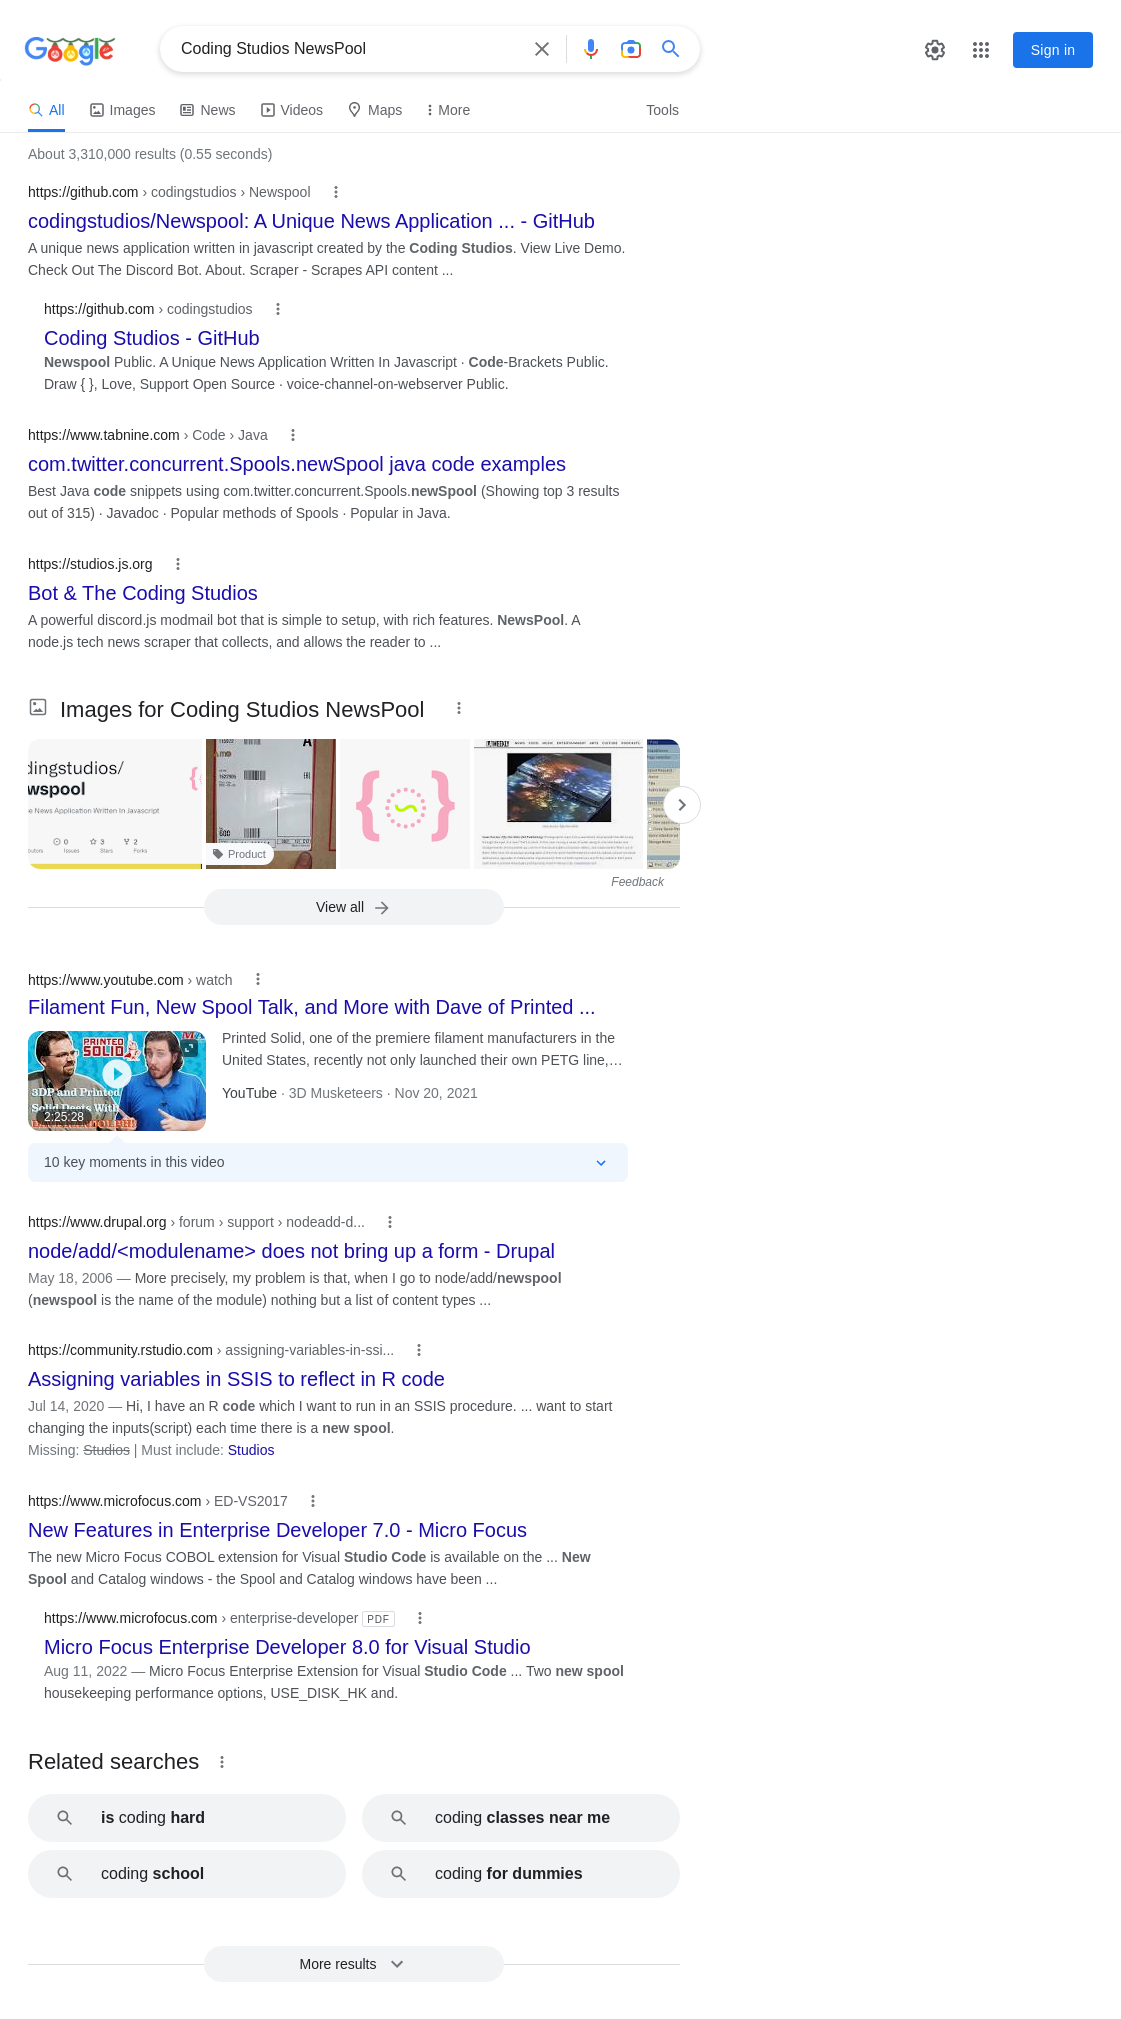 Google
Coding Studios NewsPool
Sign in
All
Images
News
Videos
Maps
More
Tools
About 3,310,000 results (0.55 seconds)
https://github.com › codingstudios › Newspool
codingstudios/Newspool: A Unique News Application ... - GitHub
A unique news application written in javascript created by the Coding Studios. View Live Demo.
Check Out The Discord Bot. About. Scraper - Scrapes API content ...
https://github.com › codingstudios
Coding Studios - GitHub
Newspool Public. A Unique News Application Written In Javascript · Code-Brackets Public.
Draw { }, Love, Support Open Source · voice-channel-on-webserver Public.
https://www.tabnine.com › Code › Java
com.twitter.concurrent.Spools.newSpool java code examples
Best Java code snippets using com.twitter.concurrent.Spools.newSpool (Showing top 3 results
out of 315) · Javadoc · Popular methods of Spools · Popular in Java.
https://studios.js.org
Bot & The Coding Studios
A powerful discord.js modmail bot that is simple to setup, with rich features. NewsPool. A
node.js tech news scraper that collects, and allows the reader to ...
Images for Coding Studios NewsPool
dingstudios/
wspool
e News Application Written In Javascript
0 3 2
Issues Stars Forks
Product
WEEKLY
Feedback
View all
https://www.youtube.com › watch
Filament Fun, New Spool Talk, and More with Dave of Printed ...
PRINTED
SOLID
3DP and Printed
Solid Deets With
2:25:28
Printed Solid, one of the premiere filament manufacturers in the
United States, recently not only launched their own PETG line,…
YouTube · 3D Musketeers · Nov 20, 2021
10 key moments in this video
https://www.drupal.org › forum › support › nodeadd-d...
node/add/<modulename> does not bring up a form - Drupal
May 18, 2006 — More precisely, my problem is that, when I go to node/add/newspool
(newspool is the name of the module) nothing but a list of content types ...
https://community.rstudio.com › assigning-variables-in-ssi...
Assigning variables in SSIS to reflect in R code
Jul 14, 2020 — Hi, I have an R code which I want to run in an SSIS procedure. ... want to start
changing the inputs(script) each time there is a new spool.
Missing: Studios | Must include: Studios
https://www.microfocus.com › ED-VS2017
New Features in Enterprise Developer 7.0 - Micro Focus
The new Micro Focus COBOL extension for Visual Studio Code is available on the ... New
Spool and Catalog windows - the Spool and Catalog windows have been ...
https://www.microfocus.com › enterprise-developer PDF
Micro Focus Enterprise Developer 8.0 for Visual Studio
Aug 11, 2022 — Micro Focus Enterprise Extension for Visual Studio Code ... Two new spool
housekeeping performance options, USE_DISK_HK and.
Related searches
is coding hard
coding classes near me
coding school
coding for dummies
More results